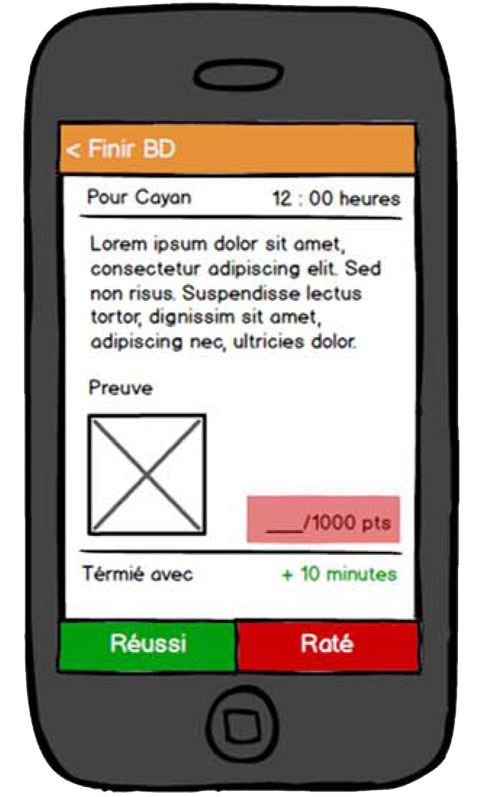 < Finir BD
Pour Cayan 12 : 00 heures
Lorem ipsum dolor sit amet,
consectetur adipiscing elit. Sed
non risus. Suspendisse lectus
tortor, dignissim sit amet,
adipiscing nec, ultricies dolor.
Preuve
___/1000 pts
Térmié avec + 10 minutes
Réussi Raté